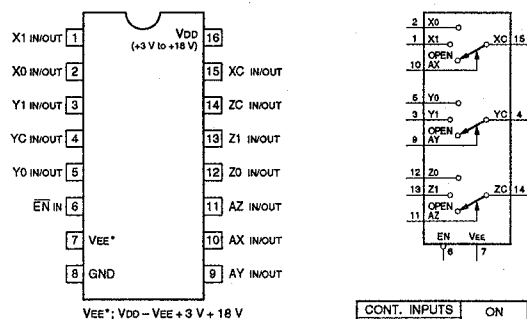 X1 IN/OUT 1
X0 IN/OUT 2
Y1 IN/OUT 3
YC IN/OUT 4
Y0 IN/OUT 5
EN IN 6
7 VEE*
8 GND
VDD 16
(+3 V to +18 V)
15 XC IN/OUT
14 ZC IN/OUT
13 Z1 IN/OUT
12 Z0 IN/OUT
11 AZ IN/OUT
10 AX IN/OUT
9 AY IN/OUT
VEE*; VDD – VEE + 3 V + 18 V
2 X0
1 X1 XC 15
OPEN
10 AX
5 Y0
3 Y1 YC 4
OPEN
9 AY
12 Z0
13 Z1 ZC 14
OPEN
11 AZ
EN VEE
6 7
CONT. INPUTS ON